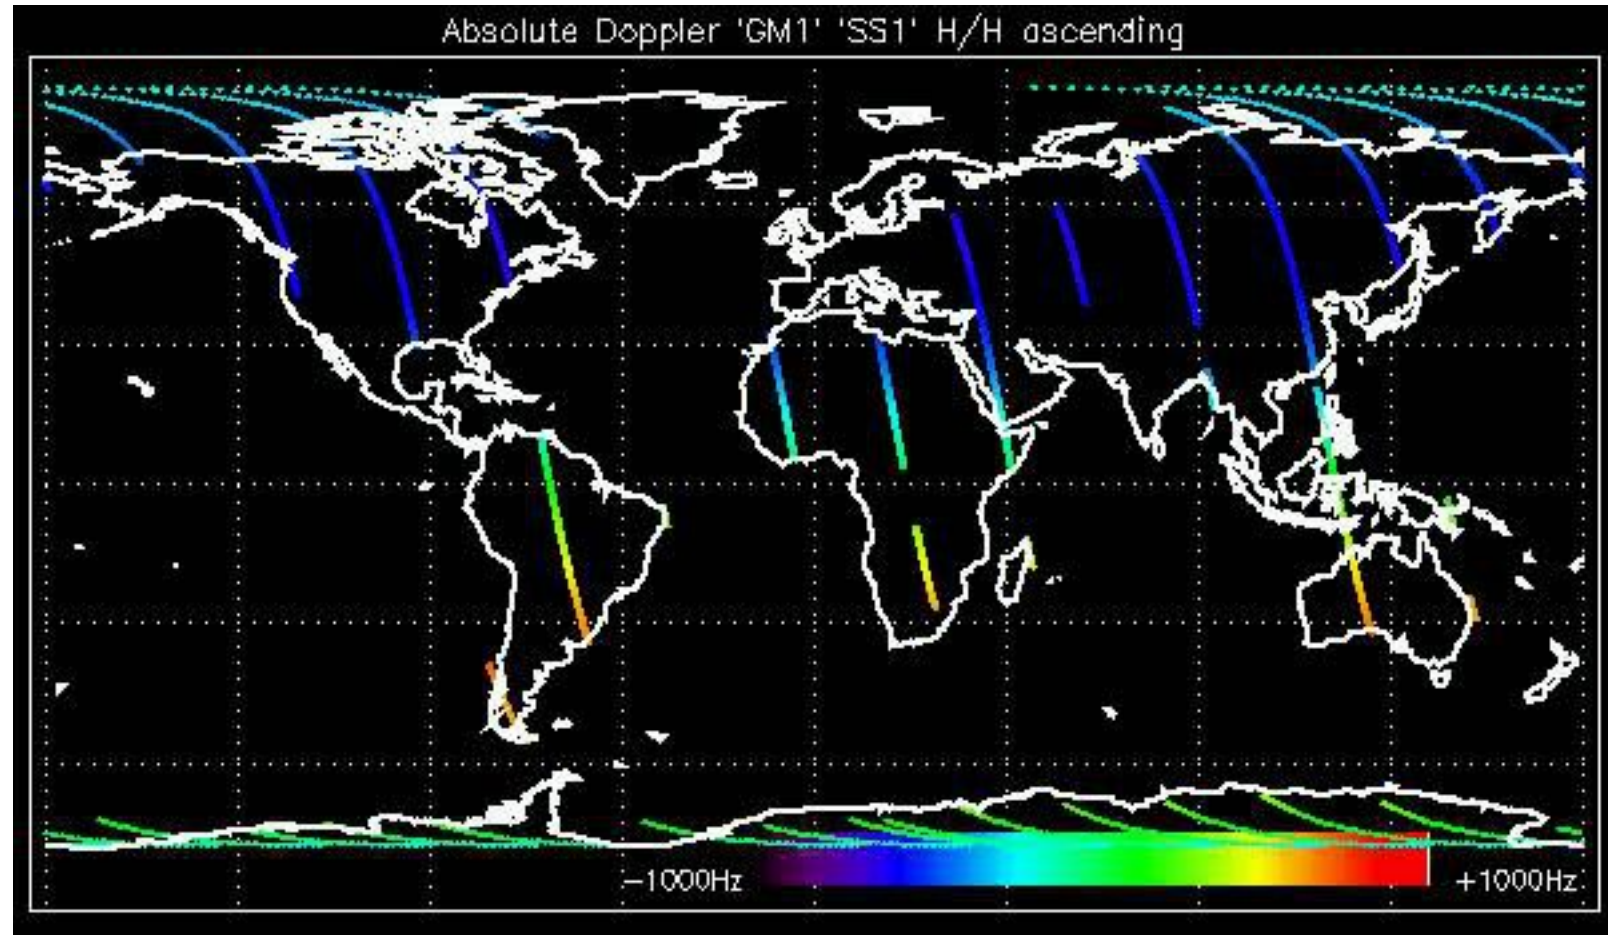 Absolute Doppler 'GM1' 'SS1' H/H ascending
−1000Hz
+1000Hz